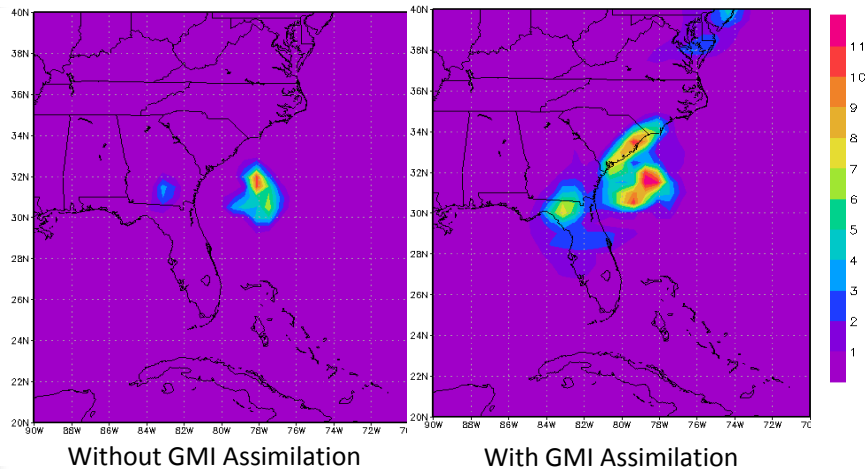 40N
38N
36N
34N
32N
30N
28N
26N
24N
22N
20N
90W 88W 86W 84W 82W 80W 78W 76W 74W 72W 70
Without GMI Assimilation
40N
38N
36N
34N
32N
30N
28N
26N
24N
22N
20N
90W 88W 86W 84W 82W 80W 78W 76W 74W 72W 70W
With GMI Assimilation
11
10
9
8
7
6
5
4
3
2
1